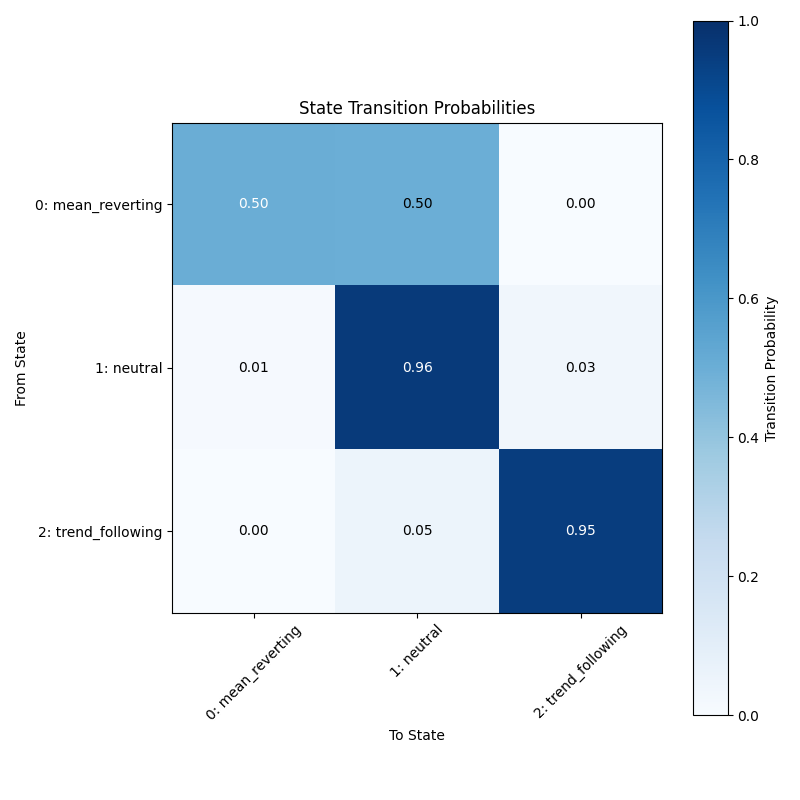 State Transition Probabilities
1.0
0.8
0.6
0.4
0.2
0.0
Transition Probability
From State
0: mean_reverting
0.50 0.50 0.00
1: neutral
0.01 0.96 0.03
2: trend_following
0.00 0.05 0.95
0: mean_reverting
1: neutral
2: trend_following
To State